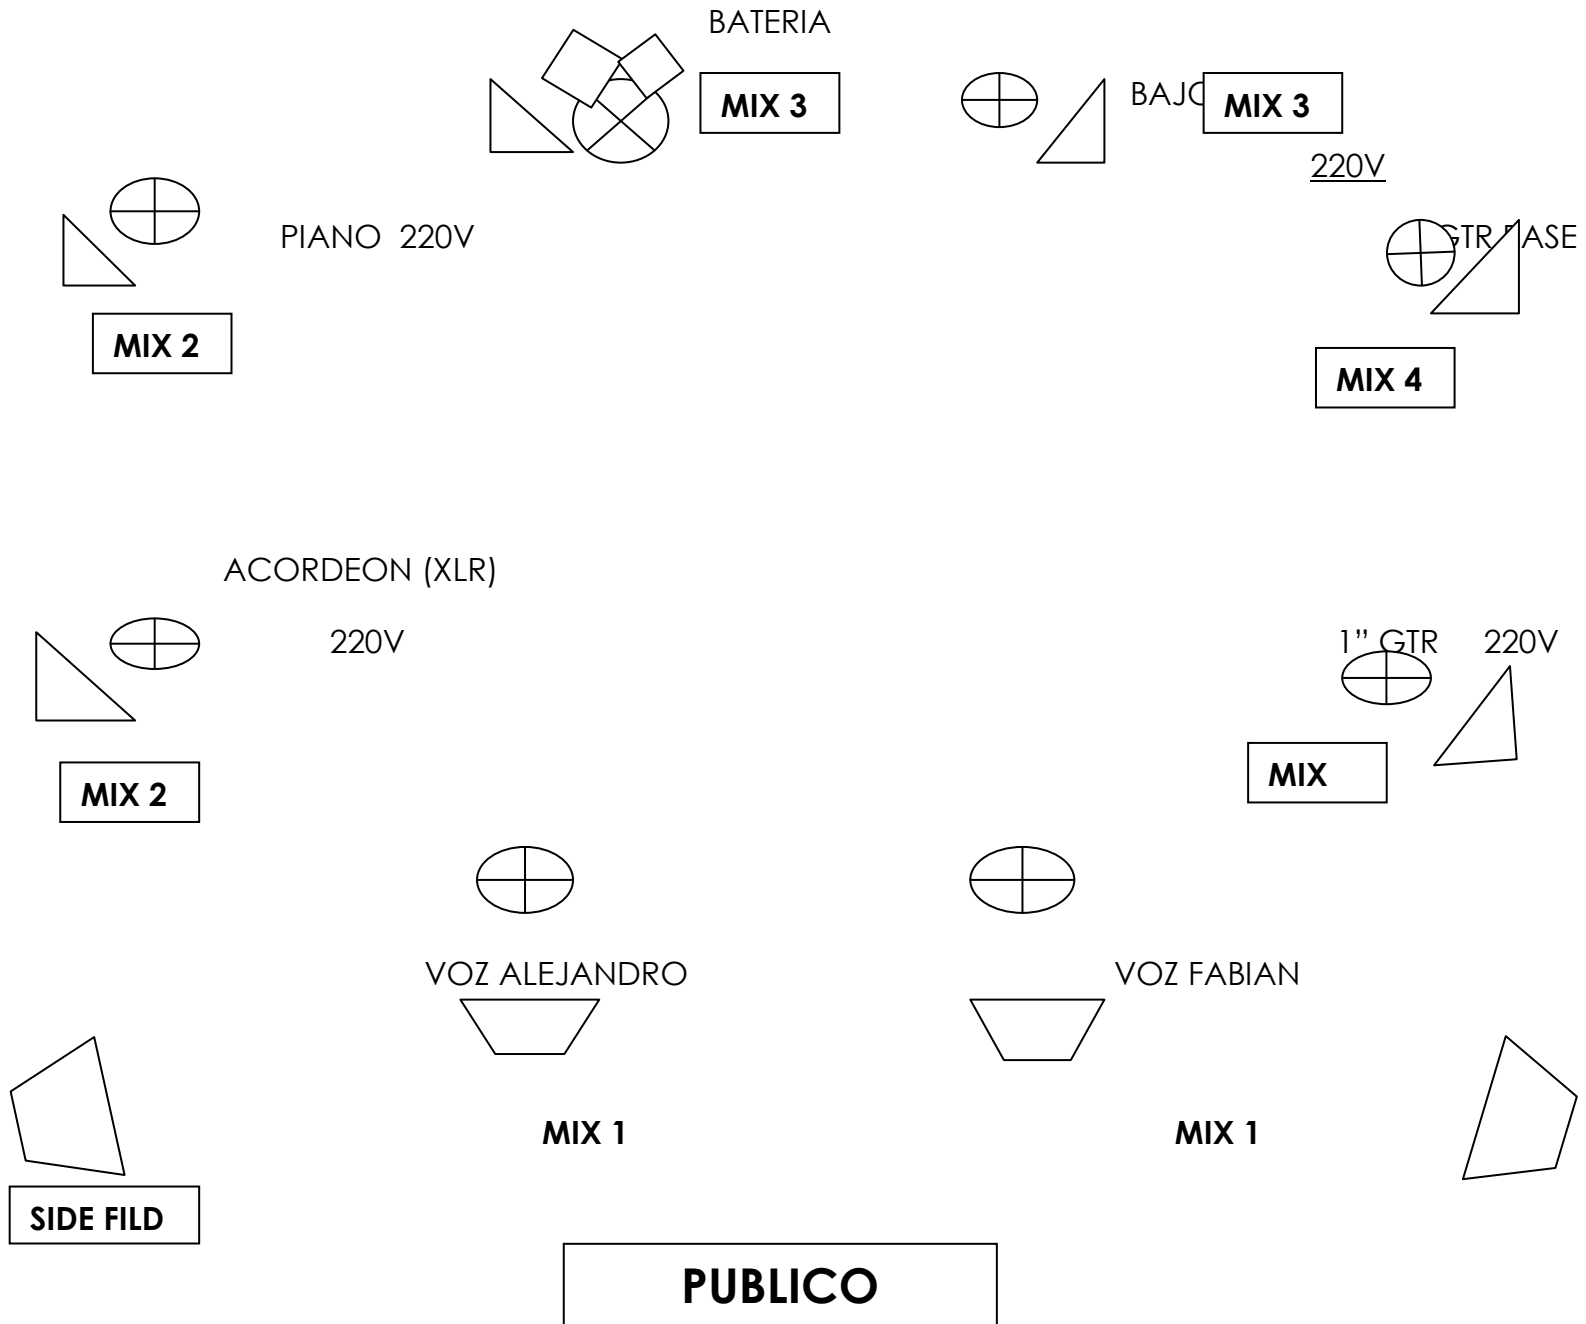 BATERIA
MIX 3
BAJO
MIX 3
220V
PIANO 220V
GTR BASE
MIX 2
MIX 4
ACORDEON (XLR)
220V
1” GTR 220V
MIX
MIX 2
VOZ ALEJANDRO
VOZ FABIAN
MIX 1
MIX 1
SIDE FILD
PUBLICO